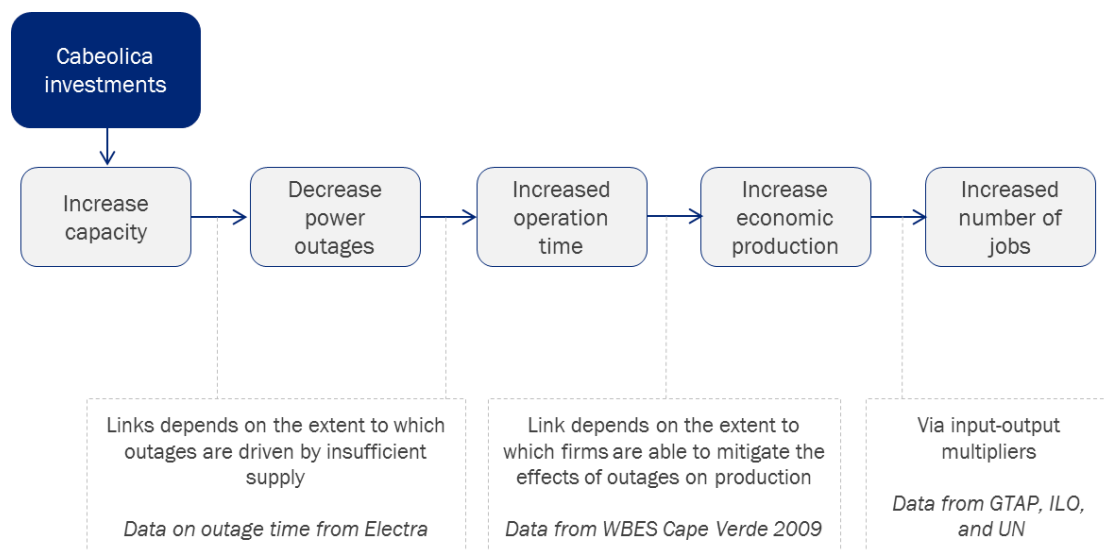 Cabeolica
investments
Increase
capacity
Decrease
power
outages
Increased
operation
time
Increase
economic
production
Increased
number of
jobs
Links depends on the extent to which
outages are driven by insufficient
supply
Data on outage time from Electra
Link depends on the extent to
which firms are able to mitigate the
effects of outages on production
Data from WBES Cape Verde 2009
Via input-output
multipliers
Data from GTAP, ILO,
and UN